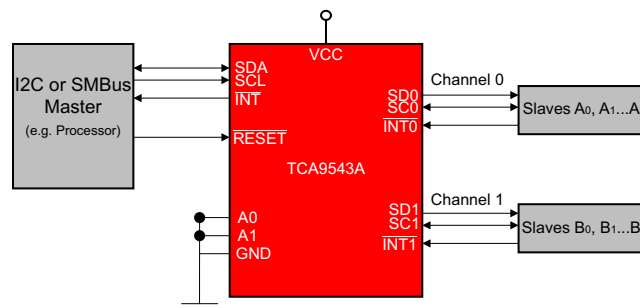 I2C or SMBus
Master
(e.g. Processor)
VCC
SDA
SCL
INT
RESET
TCA9543A
A0
A1
GND
Channel 0
SD0
SC0
INT0
Slaves A0, A1...A
Channel 1
SD1
SC1
INT1
Slaves B0, B1...B